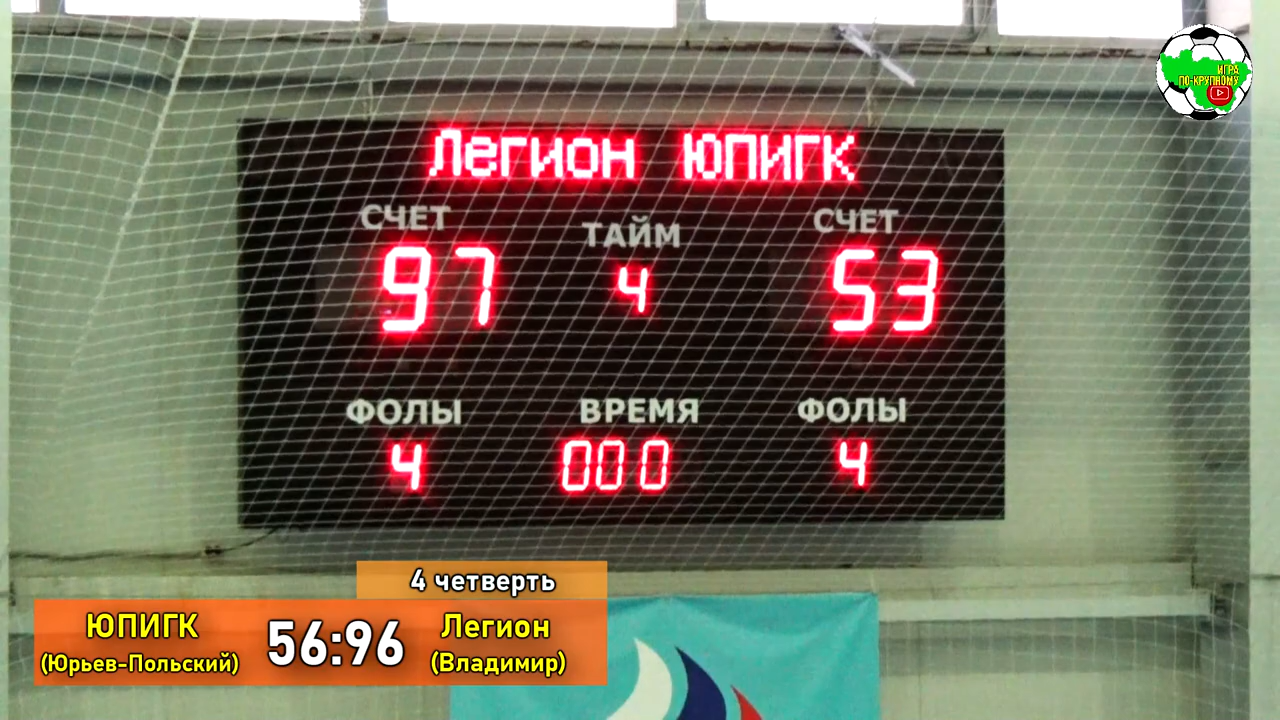 ИГРА
ПО-КРУПНОМУ
Легион ЮПИГК
СЧЕТ ТАЙМ СЧЕТ
97 4 53
ФОЛЫ ВРЕМЯ ФОЛЫ
4 000 4
4 четверть
ЮПИГК 56:96 Легион
(Юрьев-Польский) (Владимир)